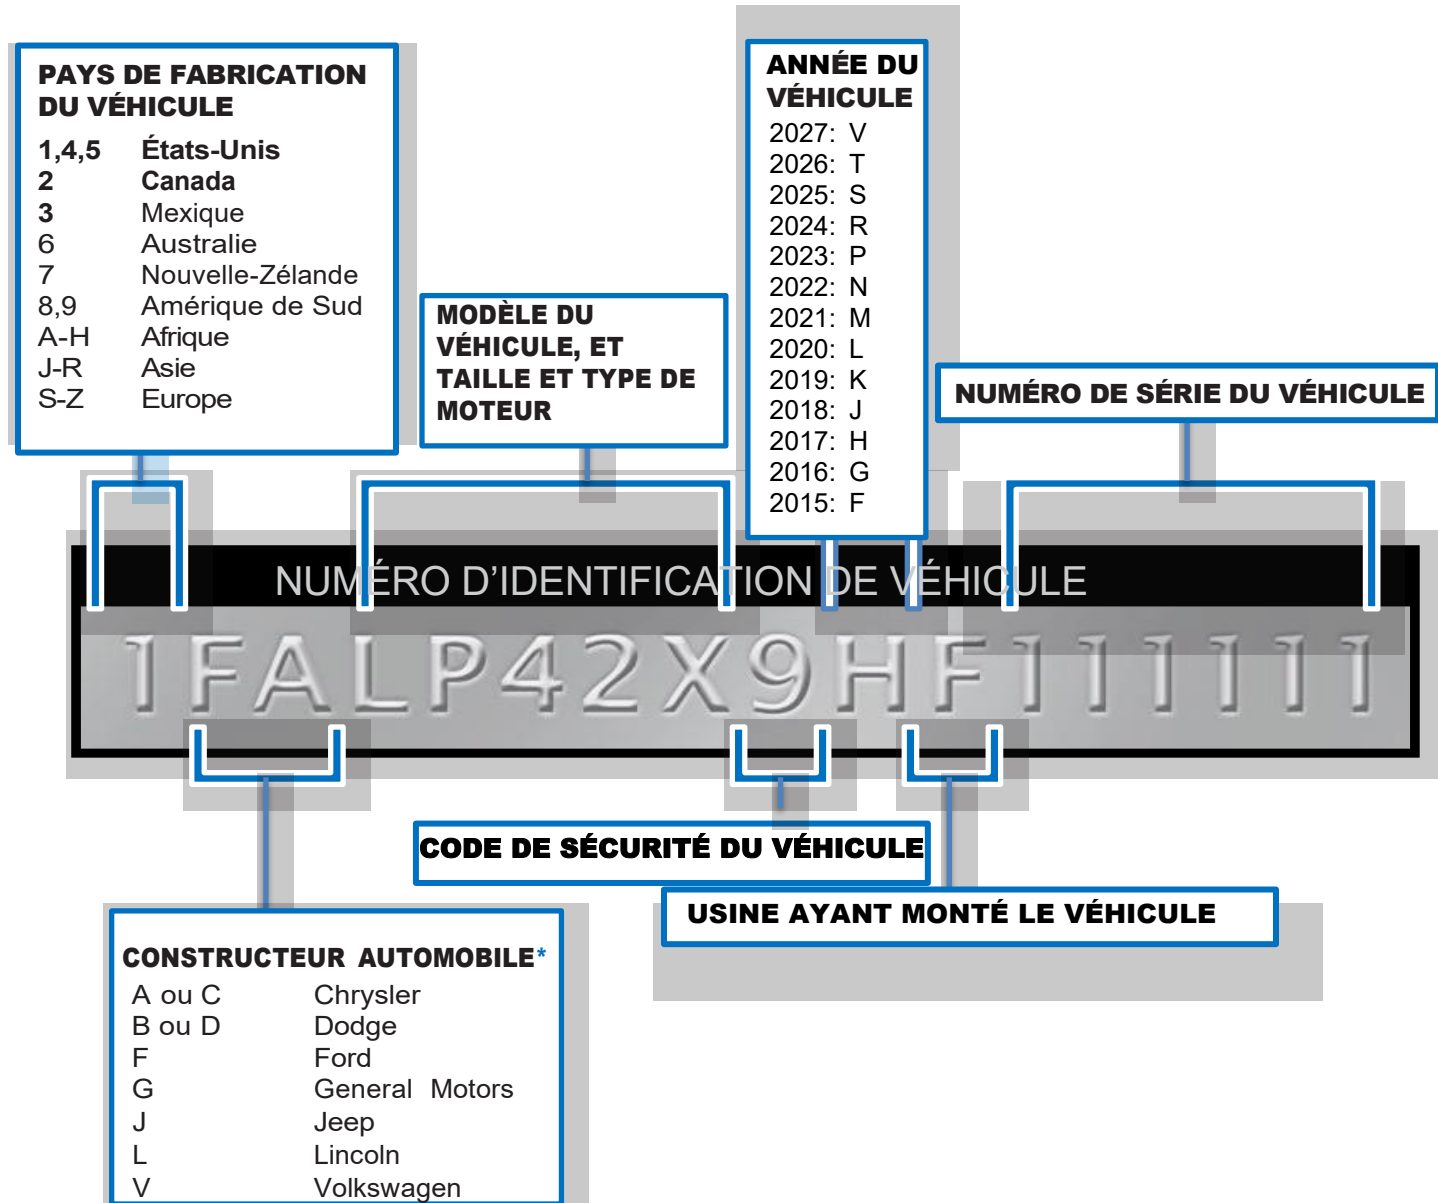 PAYS DE FABRICATION
DU VÉHICULE
1,4,5 États-Unis
2 Canada
3 Mexique
6 Australie
7 Nouvelle-Zélande
8,9 Amérique de Sud
A-H Afrique
J-R Asie
S-Z Europe
MODÈLE DU
VÉHICULE, ET
TAILLE ET TYPE DE
MOTEUR
ANNÉE DU
VÉHICULE
2027: V
2026: T
2025: S
2024: R
2023: P
2022: N
2021: M
2020: L
2019: K
2018: J
2017: H
2016: G
2015: F
NUMÉRO DE SÉRIE DU VÉHICULE
NUMÉRO D’IDENTIFICATION DE VÉHICULE
1FALP42X9HF111111
CODE DE SÉCURITÉ DU VÉHICULE
USINE AYANT MONTÉ LE VÉHICULE
CONSTRUCTEUR AUTOMOBILE*
A ou C Chrysler
B ou D Dodge
F Ford
G General Motors
J Jeep
L Lincoln
V Volkswagen